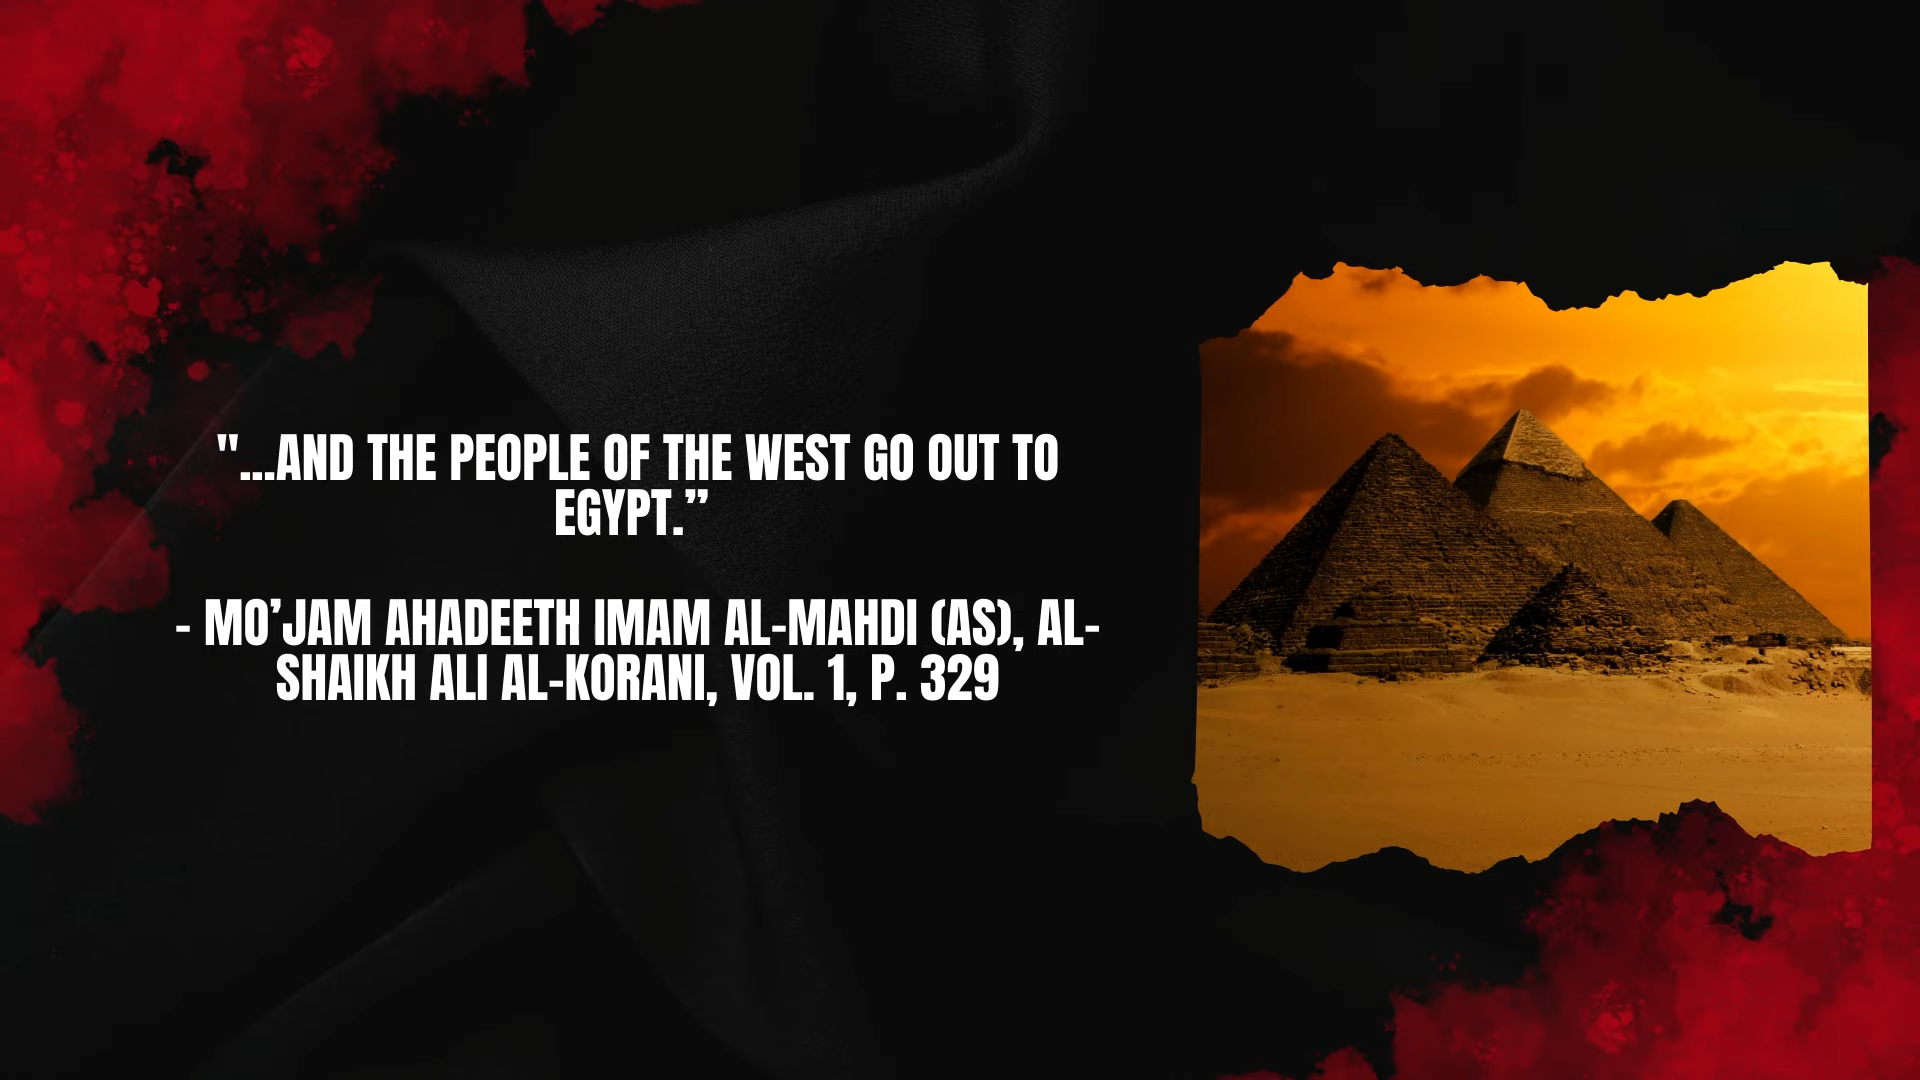 "...AND THE PEOPLE OF THE WEST GO OUT TO
EGYPT.”
- MO’JAM AHADEETH IMAM AL-MAHDI (AS), AL-
SHAIKH ALI AL-KORANI, VOL. 1, P. 329